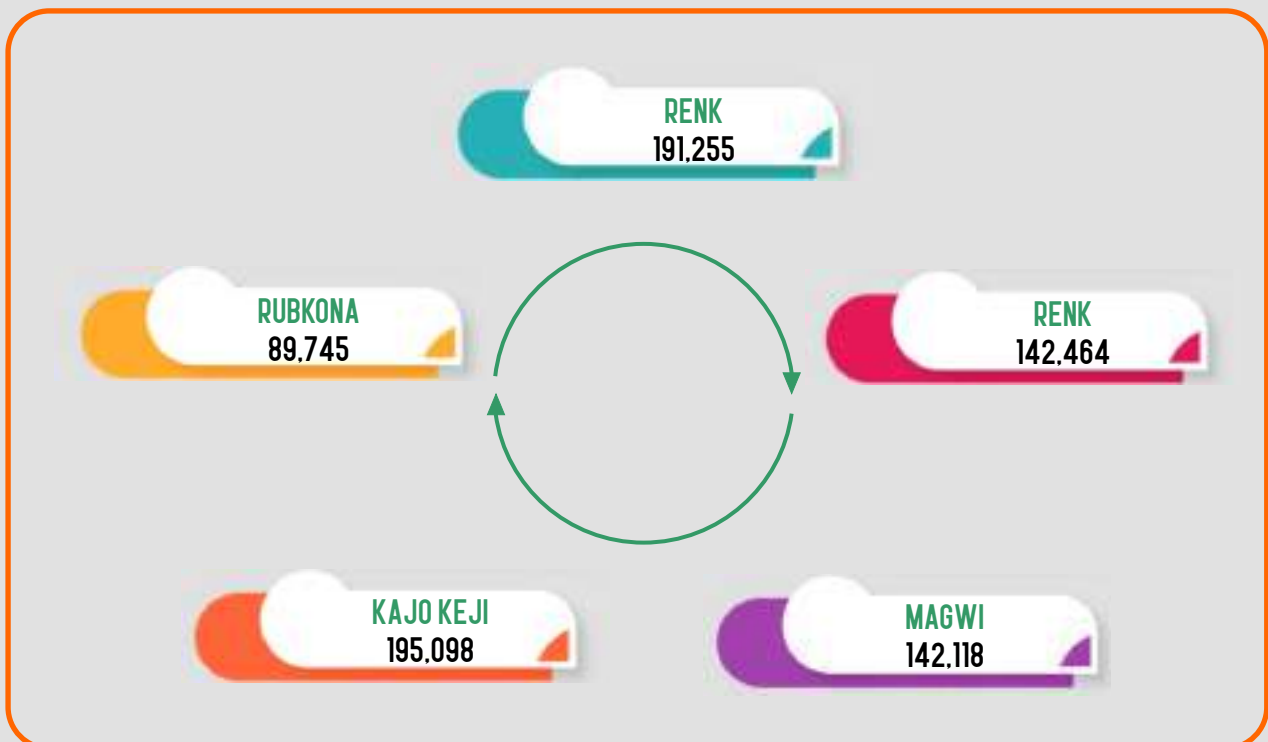 RENK
191,255
RUBKONA
89,745
RENK
142,464
KAJO KEJI
195,098
MAGWI
142,118